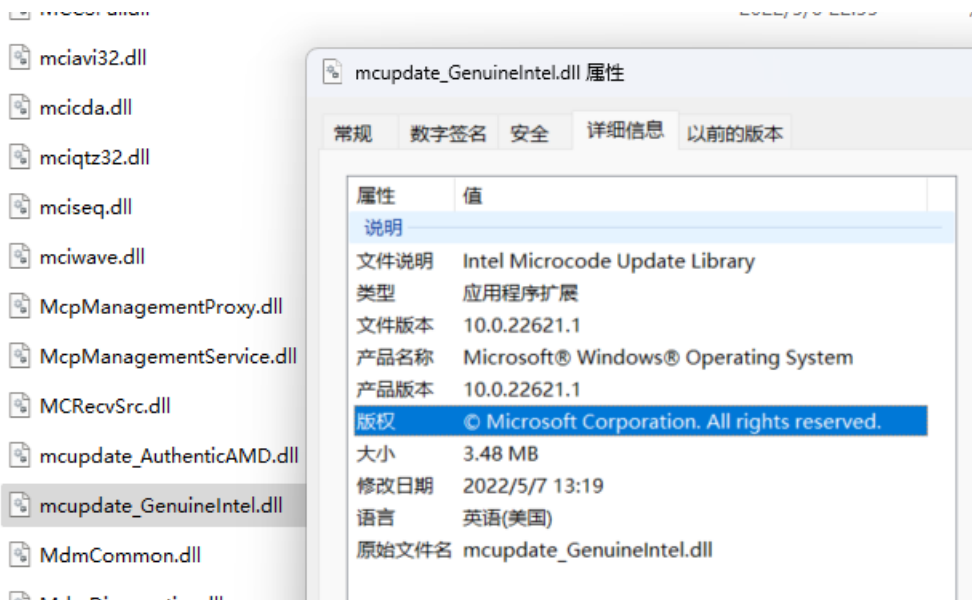 mciavi32.dll
mcicda.dll
mciqtz32.dll
mciseq.dll
mciwave.dll
McpManagementProxy.dll
McpManagementService.dll
MCRecvSrc.dll
mcupdate_AuthenticAMD.dll
mcupdate_GenuineIntel.dll
MdmCommon.dll
mcupdate_GenuineIntel.dll 属性
常规 数字签名 安全 详细信息 以前的版本
属性 值
说明
文件说明 Intel Microcode Update Library
类型 应用程序扩展
文件版本 10.0.22621.1
产品名称 Microsoft® Windows® Operating System
产品版本 10.0.22621.1
版权 © Microsoft Corporation. All rights reserved.
大小 3.48 MB
修改日期 2022/5/7 13:19
语言 英语(美国)
原始文件名 mcupdate_GenuineIntel.dll